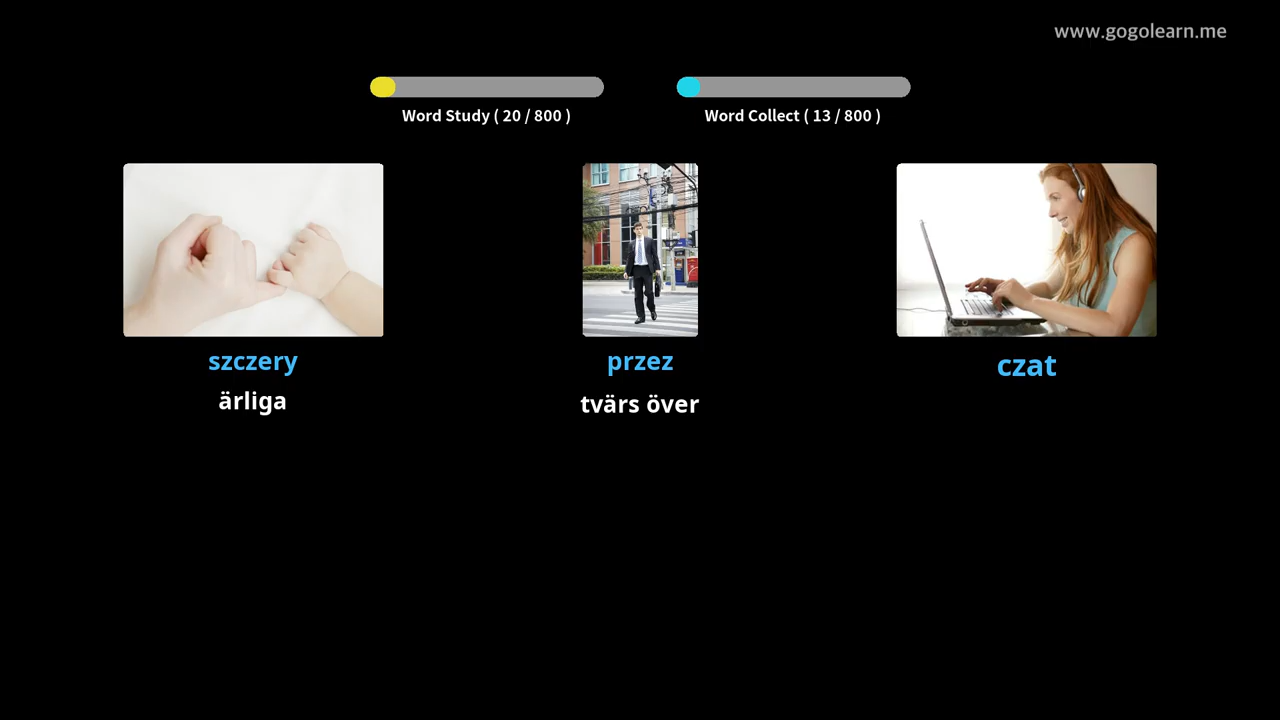 www.gogolearn.me
Word Study ( 20 / 800 )
Word Collect ( 13 / 800 )
szczery
przez
czat
ärliga
tvärs över